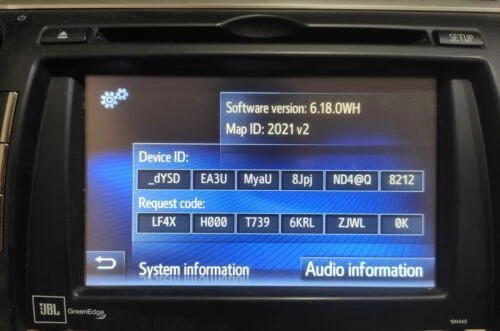 SETUP
Software version: 6.18.0WH
Map ID: 2021 v2
Device ID:
_dYSD EA3U MyaU 8Jpj ND4@Q 8212
Request code:
LF4X H000 T739 6KRL ZJWL 0K
System information Audio information
JBL GreenEdge 100449